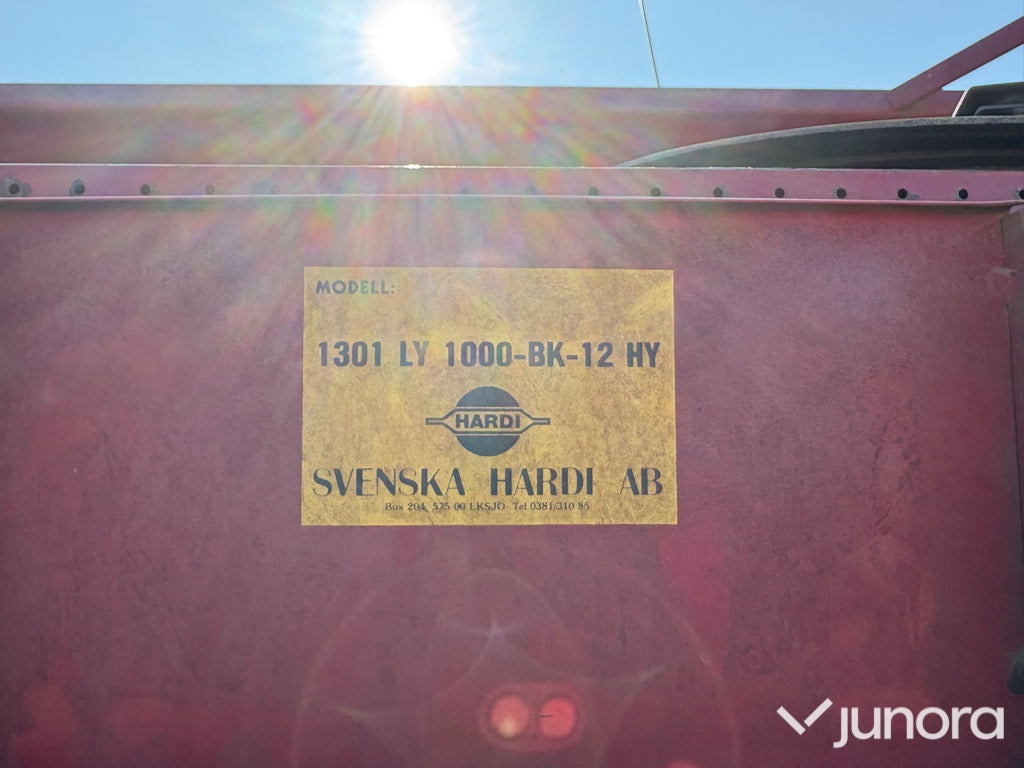 MODELL:
1301 LY 1000-BK-12 HY
HARDI
SVENSKA HARDI AB
Box 204 575 00 EKSJÖ Tel 0381/310 85
junora